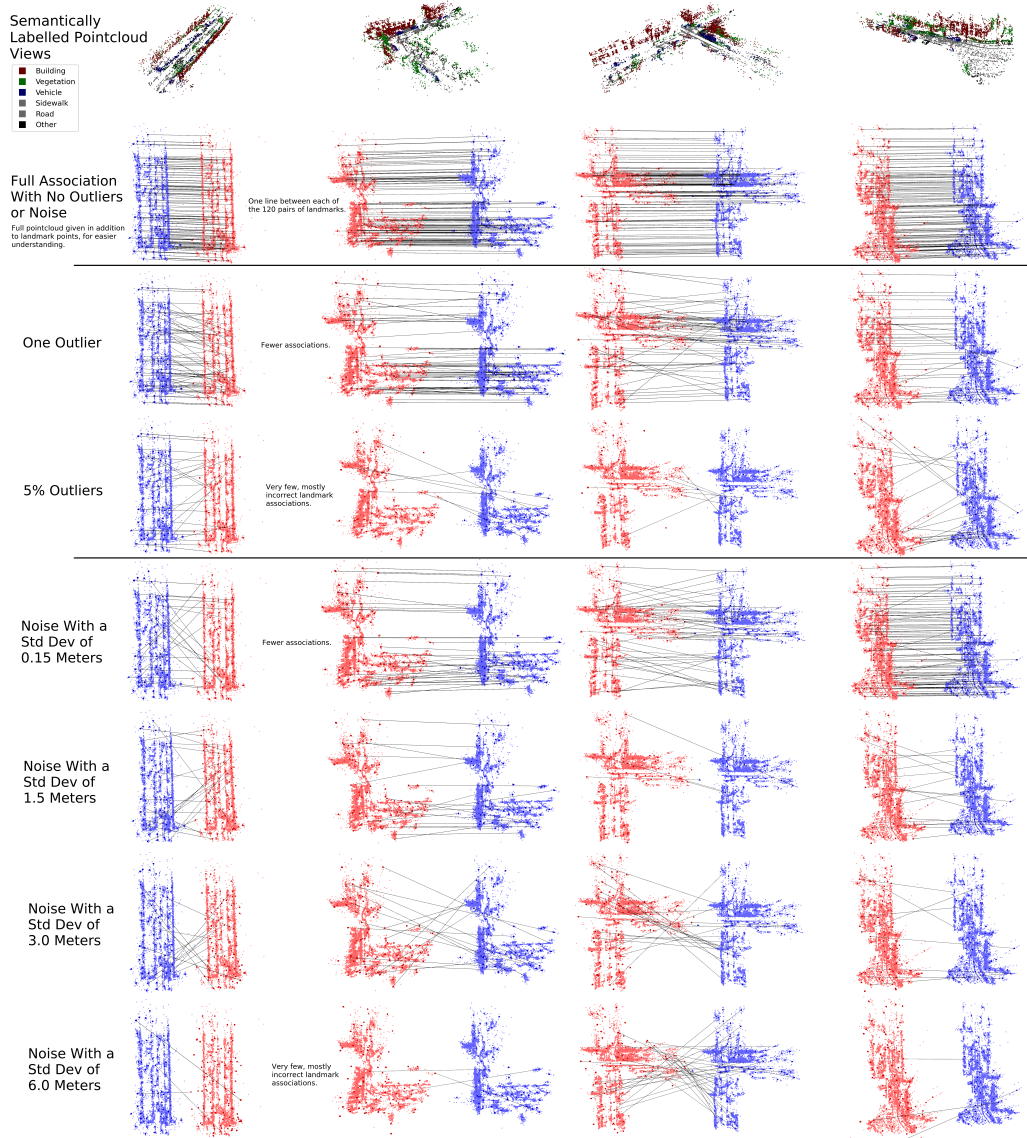 Semantically
Labelled Pointcloud
Views
Building
Vegetation
Vehicle
Sidewalk
Road
Other
Full Association
With No Outliers
or Noise
Full pointcloud given in addition
to landmark points, for easier
understanding.
One line between each of
the 120 pairs of landmarks.
One Outlier
Fewer associations.
5% Outliers
Very few, mostly
incorrect landmark
associations.
Noise With a
Std Dev of
0.15 Meters
Fewer associations.
Noise With a
Std Dev of
1.5 Meters
Noise With a
Std Dev of
3.0 Meters
Noise With a
Std Dev of
6.0 Meters
Very few, mostly
incorrect landmark
associations.